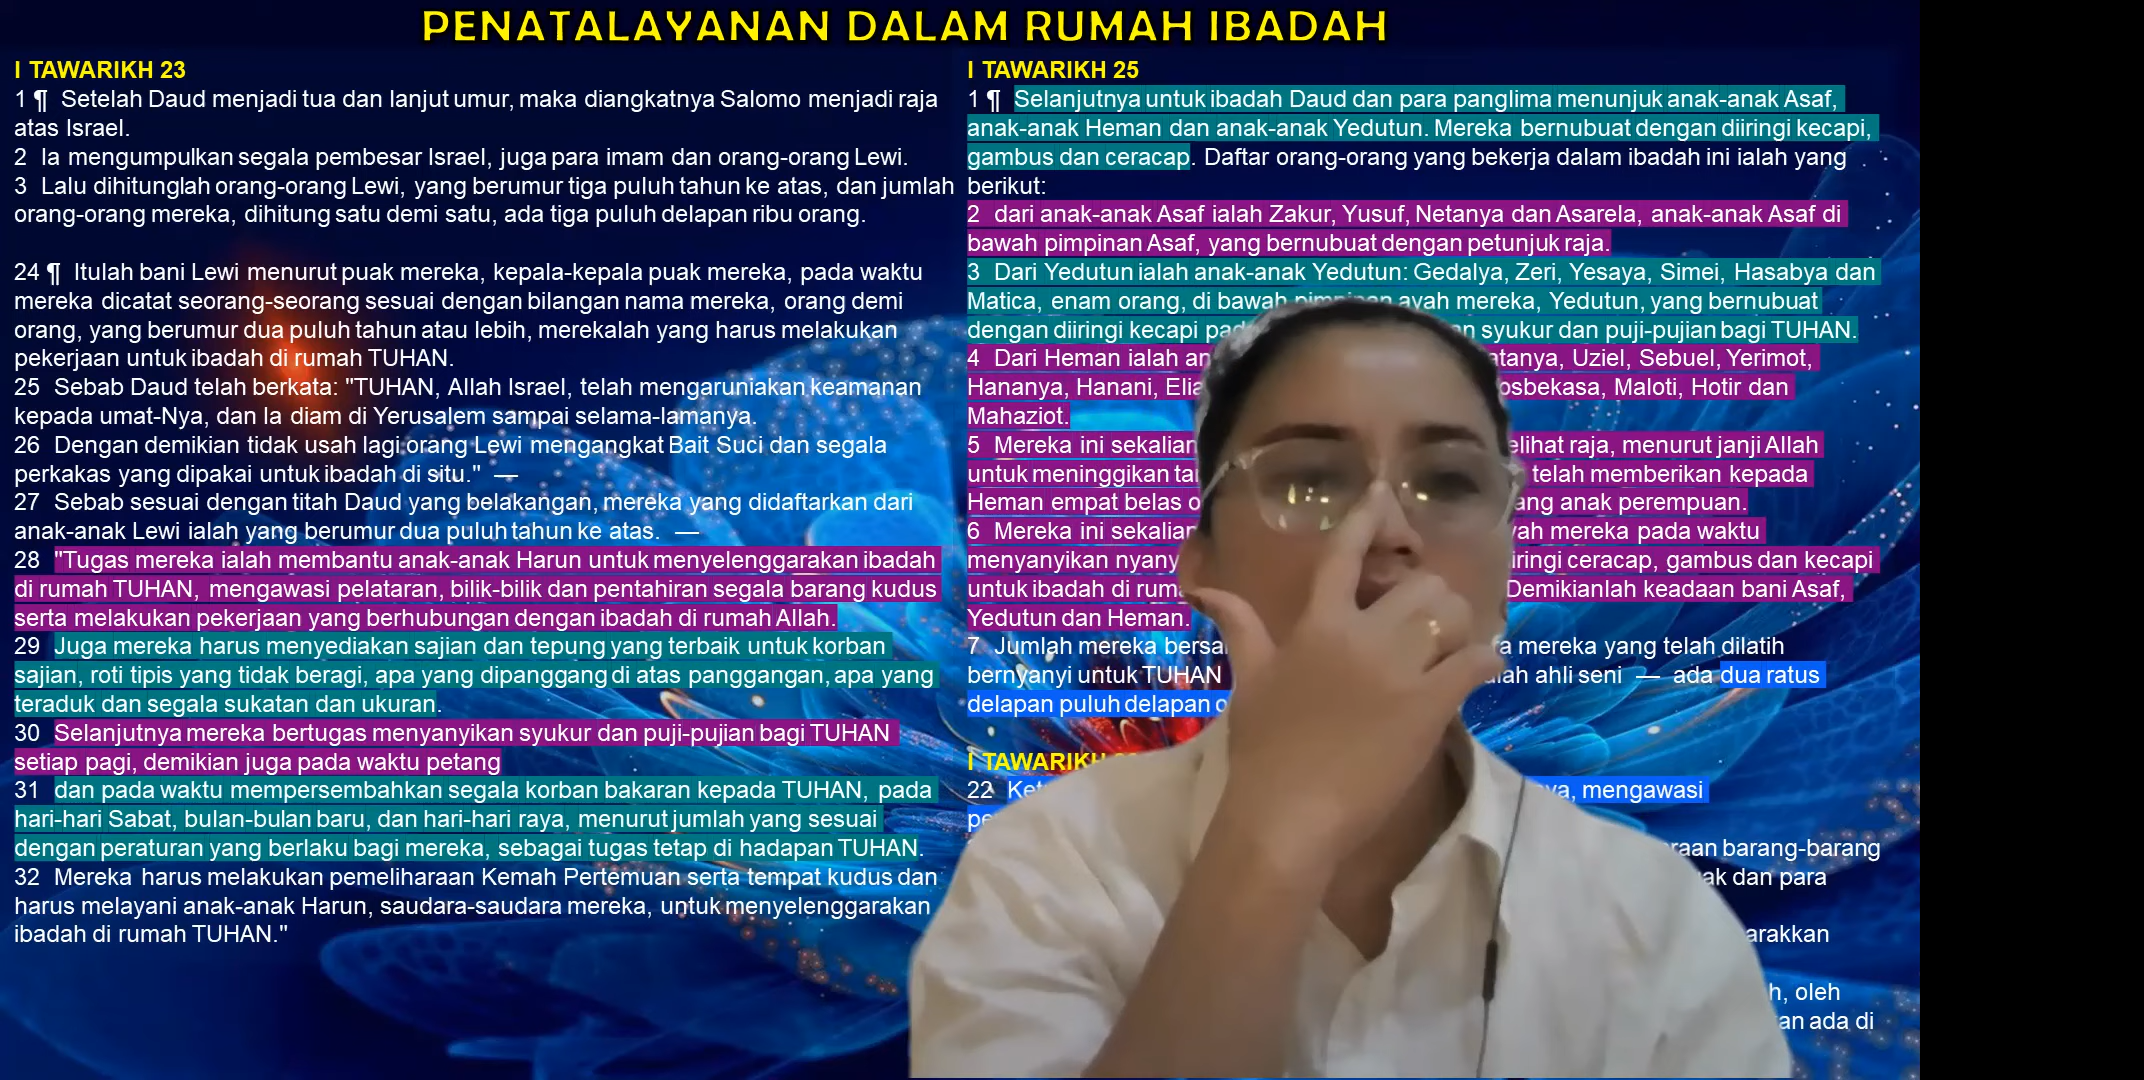 PENATALAYANAN DALAM RUMAH IBADAH
I TAWARIKH 23
1 ¶ Setelah Daud menjadi tua dan lanjut umur, maka diangkatnya Salomo menjadi raja
atas Israel.
2 Ia mengumpulkan segala pembesar Israel, juga para imam dan orang-orang Lewi.
3 Lalu dihitunglah orang-orang Lewi, yang berumur tiga puluh tahun ke atas, dan jumlah
orang-orang mereka, dihitung satu demi satu, ada tiga puluh delapan ribu orang.
24 ¶ Itulah bani Lewi menurut puak mereka, kepala-kepala puak mereka, pada waktu
mereka dicatat seorang-seorang sesuai dengan bilangan nama mereka, orang demi
orang, yang berumur dua puluh tahun atau lebih, merekalah yang harus melakukan
pekerjaan untuk ibadah di rumah TUHAN.
25 Sebab Daud telah berkata: "TUHAN, Allah Israel, telah mengaruniakan keamanan
kepada umat-Nya, dan Ia diam di Yerusalem sampai selama-lamanya.
26 Dengan demikian tidak usah lagi orang Lewi mengangkat Bait Suci dan segala
perkakas yang dipakai untuk ibadah di situ." —
27 Sebab sesuai dengan titah Daud yang belakangan, mereka yang didaftarkan dari
anak-anak Lewi ialah yang berumur dua puluh tahun ke atas. —
28 "Tugas mereka ialah membantu anak-anak Harun untuk menyelenggarakan ibadah
di rumah TUHAN, mengawasi pelataran, bilik-bilik dan pentahiran segala barang kudus
serta melakukan pekerjaan yang berhubungan dengan ibadah di rumah Allah.
29 Juga mereka harus menyediakan sajian dan tepung yang terbaik untuk korban
sajian, roti tipis yang tidak beragi, apa yang dipanggang di atas panggangan, apa yang
teraduk dan segala sukatan dan ukuran.
30 Selanjutnya mereka bertugas menyanyikan syukur dan puji-pujian bagi TUHAN
setiap pagi, demikian juga pada waktu petang
31 dan pada waktu mempersembahkan segala korban bakaran kepada TUHAN, pada
hari-hari Sabat, bulan-bulan baru, dan hari-hari raya, menurut jumlah yang sesuai
dengan peraturan yang berlaku bagi mereka, sebagai tugas tetap di hadapan TUHAN.
32 Mereka harus melakukan pemeliharaan Kemah Pertemuan serta tempat kudus dan
harus melayani anak-anak Harun, saudara-saudara mereka, untuk menyelenggarakan
ibadah di rumah TUHAN."
I TAWARIKH 25
1 ¶ Selanjutnya untuk ibadah Daud dan para panglima menunjuk anak-anak Asaf,
anak-anak Heman dan anak-anak Yedutun. Mereka bernubuat dengan diiringi kecapi,
gambus dan ceracap. Daftar orang-orang yang bekerja dalam ibadah ini ialah yang
berikut:
2 dari anak-anak Asaf ialah Zakur, Yusuf, Netanya dan Asarela, anak-anak Asaf di
bawah pimpinan Asaf, yang bernubuat dengan petunjuk raja.
3 Dari Yedutun ialah anak-anak Yedutun: Gedalya, Zeri, Yesaya, Simei, Hasabya dan
Matica, enam orang, di bawah pimpinan ayah mereka, Yedutun, yang bernubuat
dengan diiringi kecapi syukur dan puji-pujian bagi TUHAN.
4 Dari Heman ialah Uziel, Sebuel, Yerimot,
Hananya, Hanani, Maloti, Hotir dan
Mahaziot.
5 Mereka ini raja, menurut janji Allah
untuk meninggikan telah memberikan kepada
Heman empat belas anak perempuan.
6 Mereka ini mereka pada waktu
menyanyikan ceracap, gambus dan kecapi
untuk ibadah di Demikianlah keadaan bani Asaf,
Yedutun dan Heman.
7 Jumlah mereka mereka yang telah dilatih
bernyanyi untuk TUHAN ahli seni — ada dua ratus
delapan puluh delapan
I TAWARIKH
22 mengawasi
barang-barang
dan para
oleh
ada di